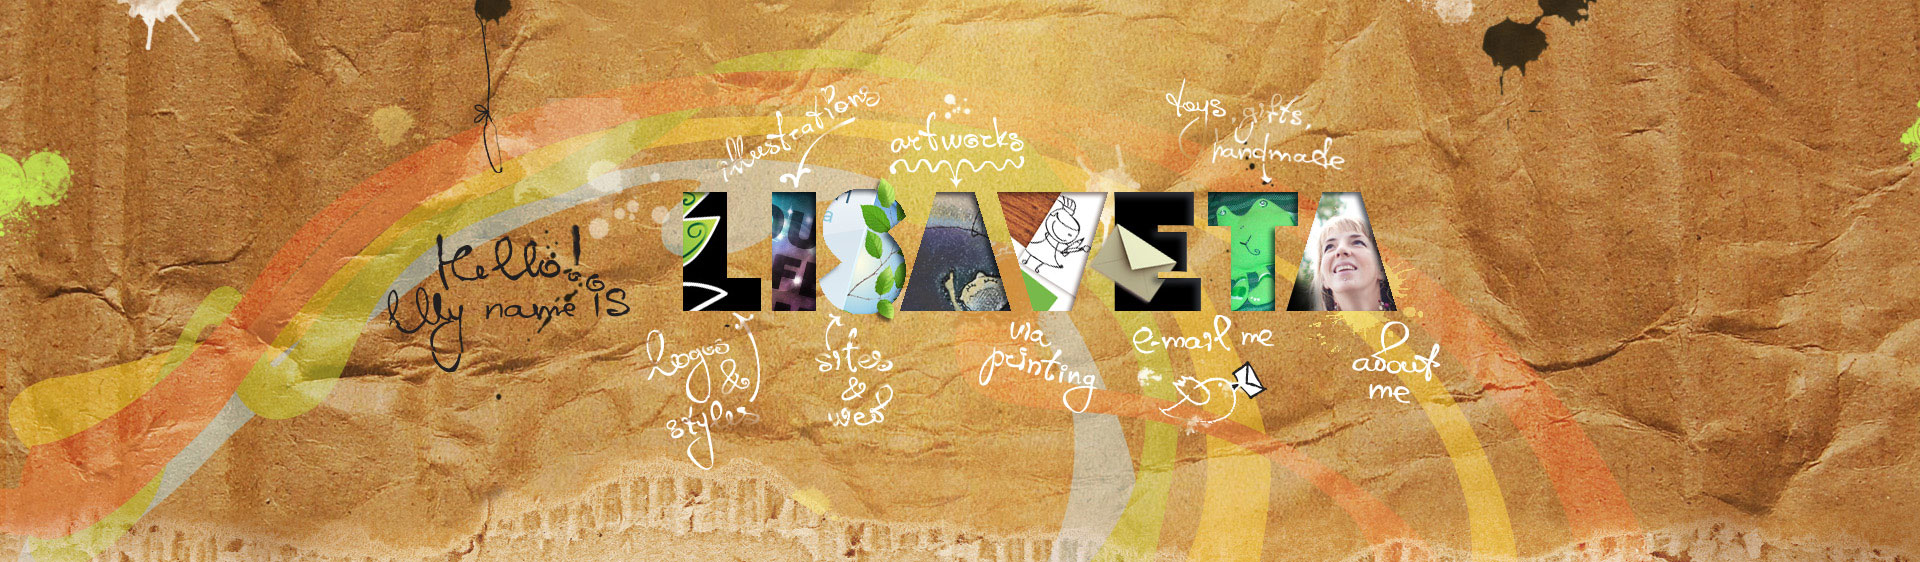 illustrations
artworks
toys, gifts,
handmade
Hello!
My name is
LISAVETA
logos
&
styles
sites
&
web
via
printing
e-mail me
about
me